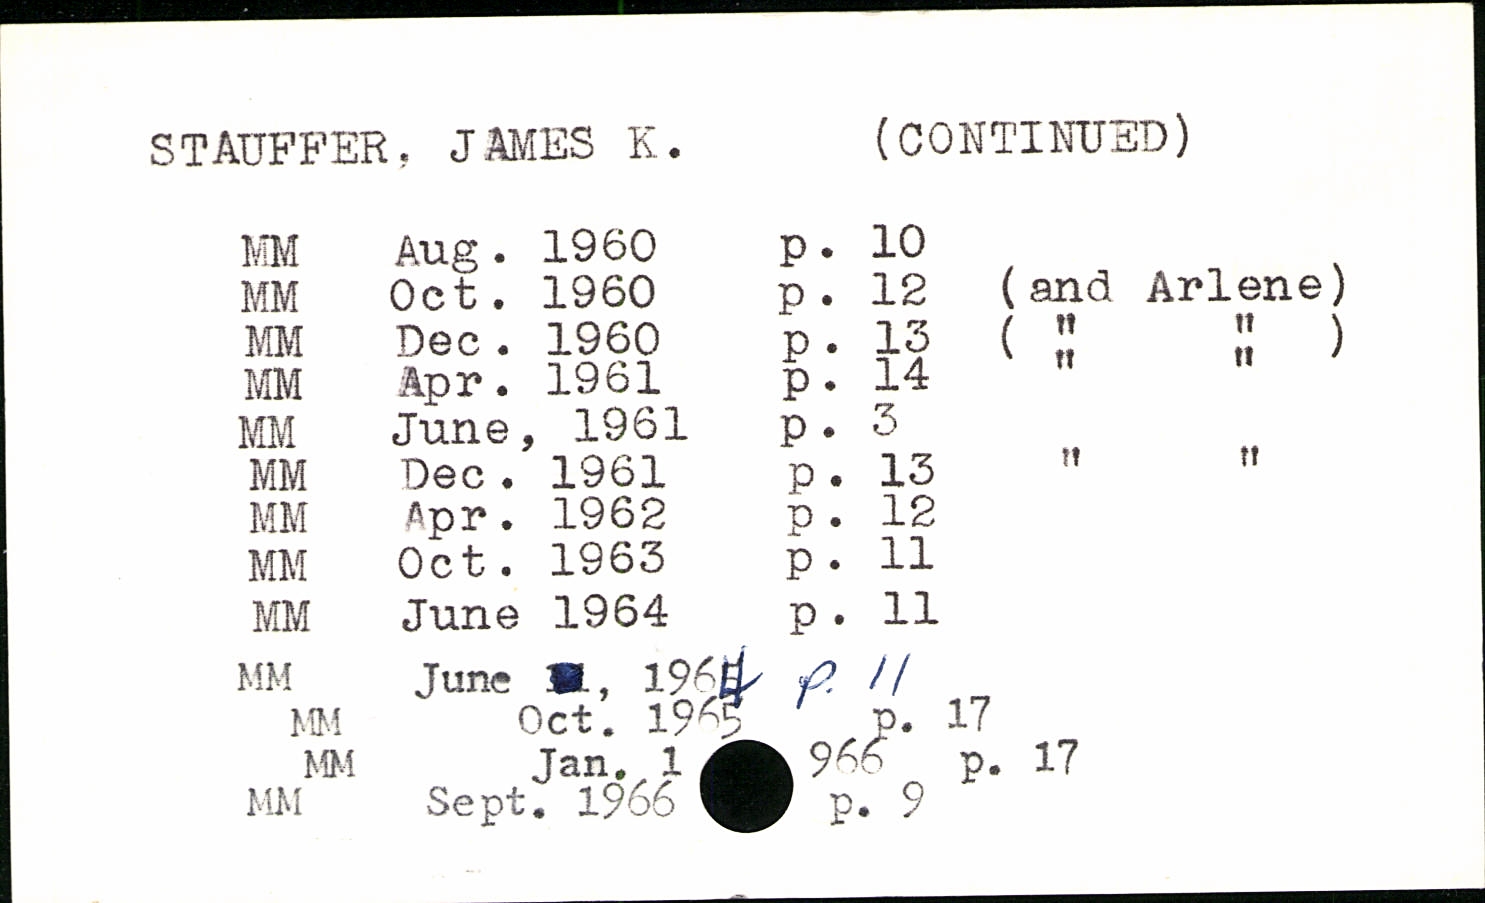 STAUFFER, JAMES K. (CONTINUED)
MM Aug. 1960 p. 10
MM Oct. 1960 p. 12 (and Arlene)
MM Dec. 1960 p. 13 ( " " )
MM Apr. 1961 p. 14 " "
MM June, 1961 p. 3
MM Dec. 1961 p. 13 " "
MM Apr. 1962 p. 12
MM Oct. 1963 p. 11
MM June 1964 p. 11
MM June , 1964 p. 11
MM Oct. 1965 p. 17
MM Jan. 1 966 p. 17
MM Sept. 1966 p. 9